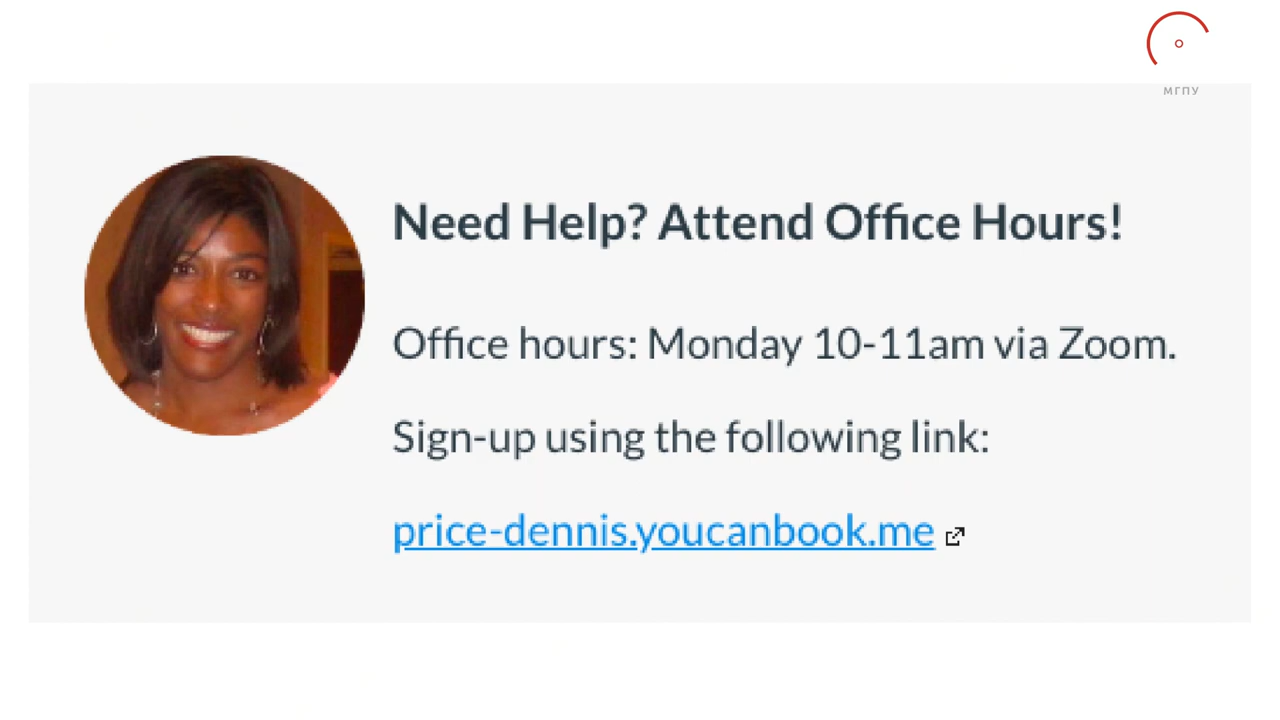 МГПУ
Need Help? Attend Office Hours!
Office hours: Monday 10-11am via Zoom.
Sign-up using the following link:
price-dennis.youcanbook.me